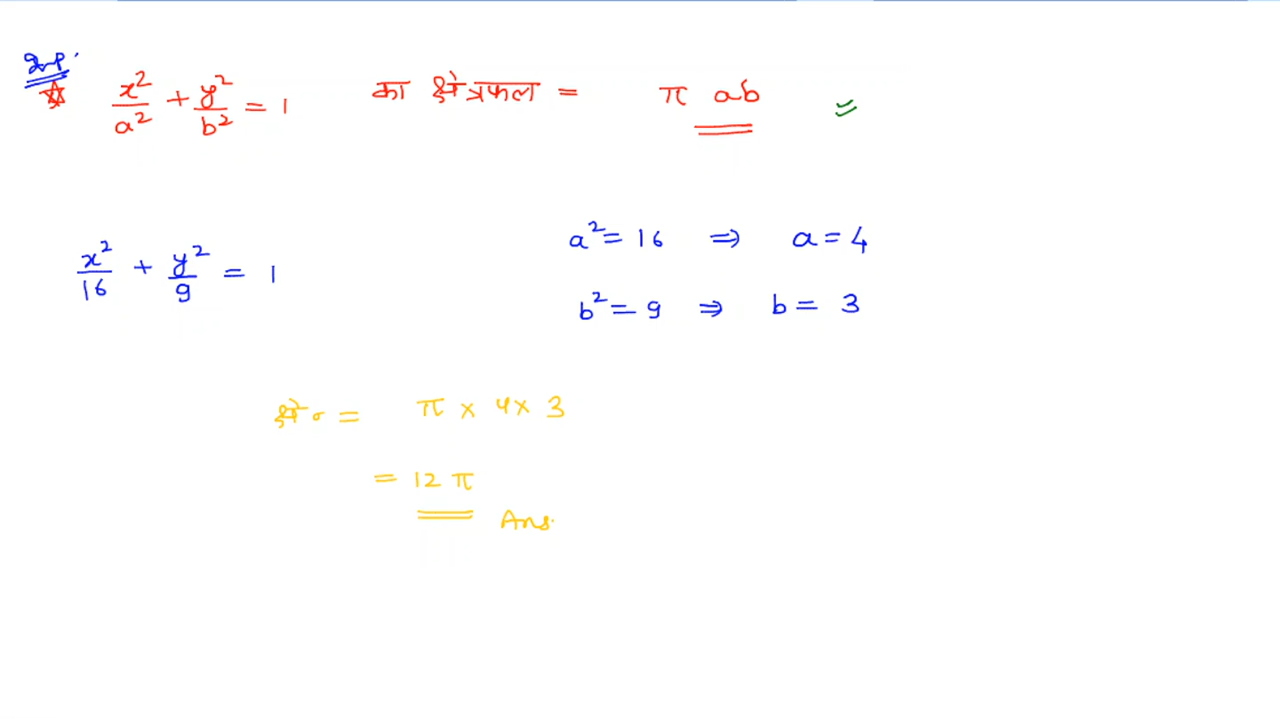 Imp.
☆ x²/a² + y²/b² = 1 का क्षेत्रफल = π ab
x²/16 + y²/9 = 1
a² = 16 ⇒ a = 4
b² = 9 ⇒ b = 3
क्षे० = π × 4 × 3
= 12 π
Ans.